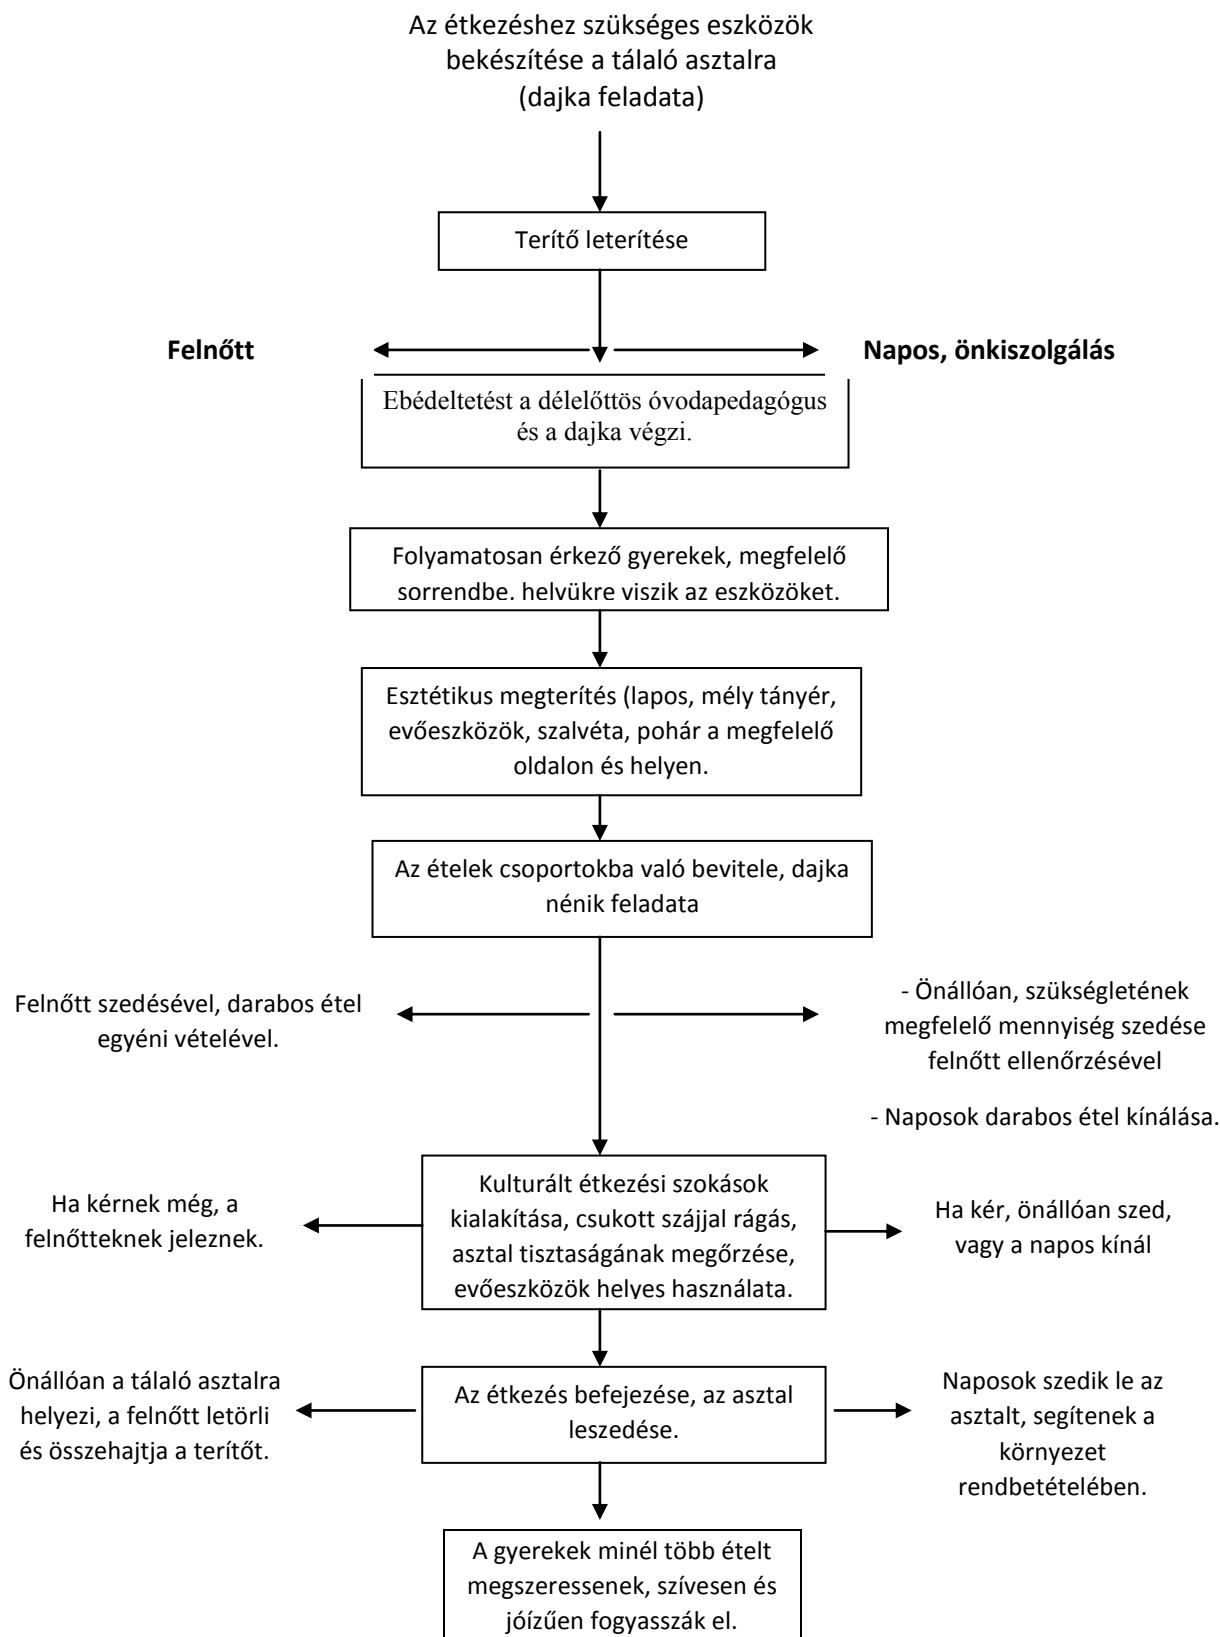 Az étkezéshez szükséges eszközök
bekészítése a tálaló asztalra
(dajka feladata)
Terítő leterítése
Felnőtt
Napos, önkiszolgálás
Ebédeltetést a délelőttös óvodapedagógus
és a dajka végzi.
Folyamatosan érkező gyerekek, megfelelő
sorrendbe. helyükre viszik az eszközöket.
Esztétikus megterítés (lapos, mély tányér,
evőeszközök, szalvéta, pohár a megfelelő
oldalon és helyen.
Az ételek csoportokba való bevitele, dajka
nénik feladata
Felnőtt szedésével, darabos étel
egyéni vételével.
- Önállóan, szükségletének
megfelelő mennyiség szedése
felnőtt ellenőrzésével
- Naposok darabos étel kínálása.
Ha kérnek még, a
felnőtteknek jeleznek.
Kulturált étkezési szokások
kialakítása, csukott szájjal rágás,
asztal tisztaságának megőrzése,
evőeszközök helyes használata.
Ha kér, önállóan szed,
vagy a napos kínál
Önállóan a tálaló asztalra
helyezi, a felnőtt letörli
és összehajtja a terítőt.
Az étkezés befejezése, az asztal
leszedése.
Naposok szedik le az
asztalt, segítenek a
környezet
rendbetételében.
A gyerekek minél több ételt
megszeressenek, szívesen és
jóízűen fogyasszák el.